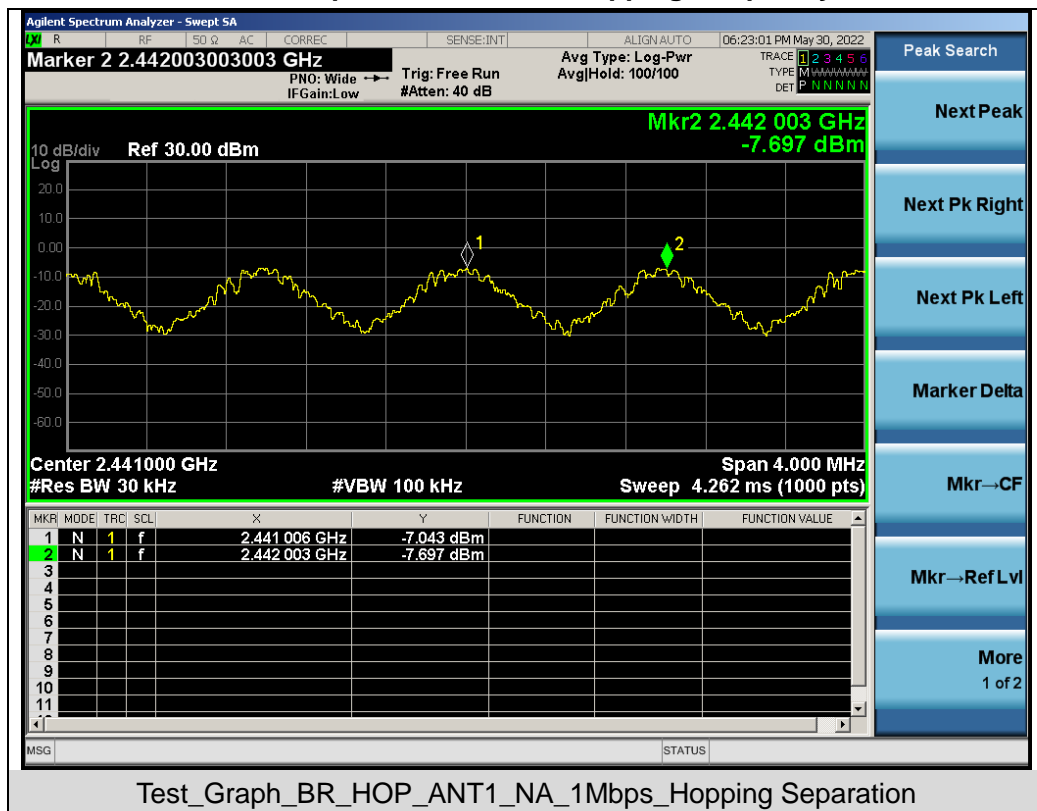 Agilent Spectrum Analyzer - Swept SA
LXI R RF 50 Ω AC CORREC SENSE:INT ALIGN AUTO 06:23:01 PM May 30, 2022
Marker 2 2.442003003003 GHz
PNO: Wide
IFGain:Low
Trig: Free Run
#Atten: 40 dB
Avg Type: Log-Pwr
Avg|Hold: 100/100
TRACE 1 2 3 4 5 6
TYPE M
DET P N N N N N
Mkr2 2.442 003 GHz
-7.697 dBm
10 dB/div Ref 30.00 dBm
Log
20.0
10.0
0.00
-10.0
-20.0
-30.0
-40.0
-50.0
-60.0
1
2
Center 2.441000 GHz Span 4.000 MHz
#Res BW 30 kHz #VBW 100 kHz Sweep 4.262 ms (1000 pts)
MKR MODE TRC SCL X Y FUNCTION FUNCTION WIDTH FUNCTION VALUE
1 N 1 f 2.441 006 GHz -7.043 dBm
2 N 1 f 2.442 003 GHz -7.697 dBm
3
4
5
6
7
8
9
10
11
MSG STATUS
Peak Search
Next Peak
Next Pk Right
Next Pk Left
Marker Delta
Mkr→CF
Mkr→Ref Lvl
More
1 of 2
Test_Graph_BR_HOP_ANT1_NA_1Mbps_Hopping Separation